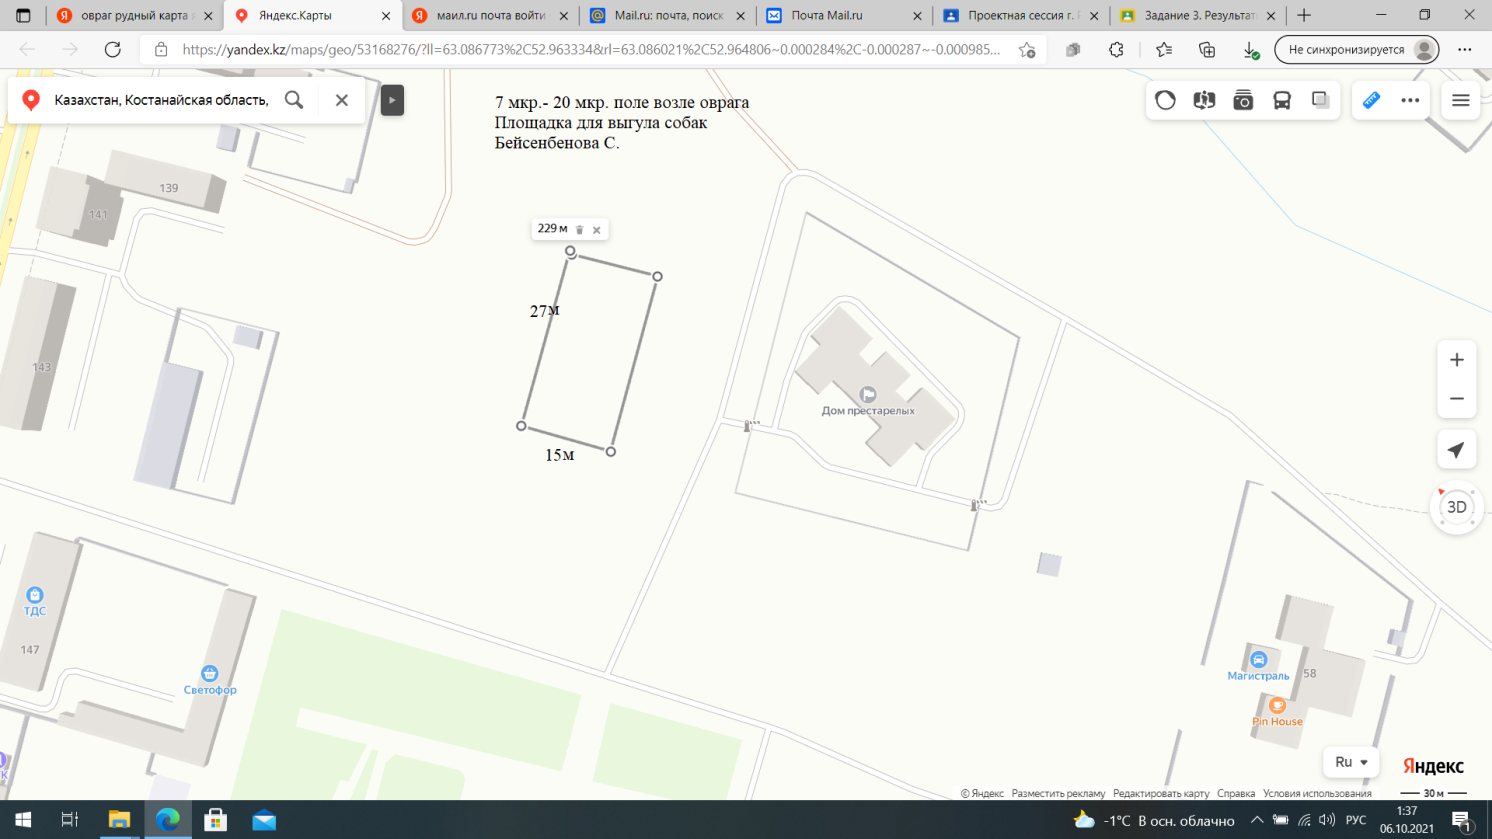 овраг рудный карта
Яндекс.Карты
маил.ru почта войти
Mail.ru: почта, поиск
Почта Mail.ru
Проектная сессия г.
Задание 3. Результат
https://yandex.kz/maps/geo/53168276/?ll=63.086773%2C52.963334&rl=63.086021%2C52.964806~0.000284%2C-0.000287~-0.000985...
Не синхронизируется
Казахстан, Костанайская область,
7 мкр.- 20 мкр. поле возле оврага
Площадка для выгула собак
Бейсенбенова С.
139
141
229 м
27м
143
Дом престарелых
15м
3D
ТДС
147
Светофор
Магистраль
58
Pin House
Ru
Яндекс
© Яндекс Разместить рекламу Редактировать карту Справка Условия использования
30 м
-1°C В осн. облачно
РУС
1:37
06.10.2021
1